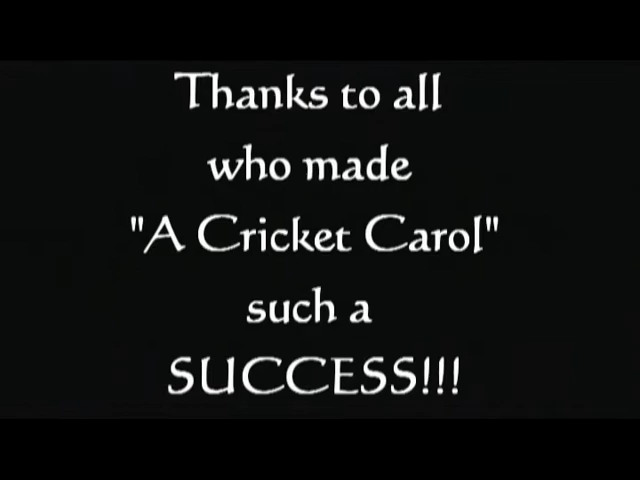 Thanks to all
who made
"A Cricket Carol"
such a
SUCCESS!!!